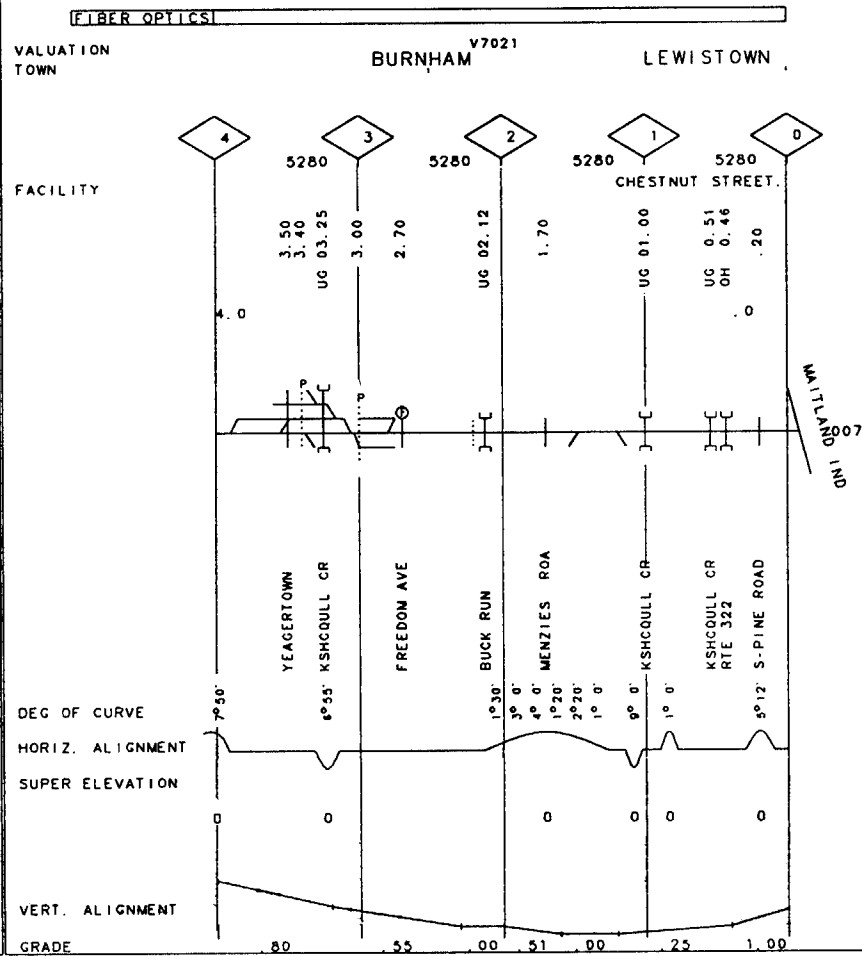 FIBER OPTICS
VALUATION V7021
TOWN BURNHAM LEWISTOWN
4 3 2 1 0
5280 5280 5280 5280
FACILITY CHESTNUT STREET.
3.50 3.40 UG 03.25 3.00 2.70 UG 02.12 1.70 UG 01.00 UG 0.51 OH 0.46 .20
4.0 .0
P P F
MAITLAND IND
007
YEAGERTOWN KSHCQULL CR FREEDOM AVE BUCK RUN MENZIES ROA KSHCQULL CR KSHCQULL CR RTE 322 S-PINE ROAD
DEG OF CURVE 7°50' 6°55' 1°30' 3°0' 4°0' 1°20' 2°20' 1°0' 9°0' 1°0' 5°12'
HORIZ. ALIGNMENT
SUPER ELEVATION
0 0 0 0 0 0
VERT. ALIGNMENT
GRADE .80 .55 .00 .51 .00 .25 1.00